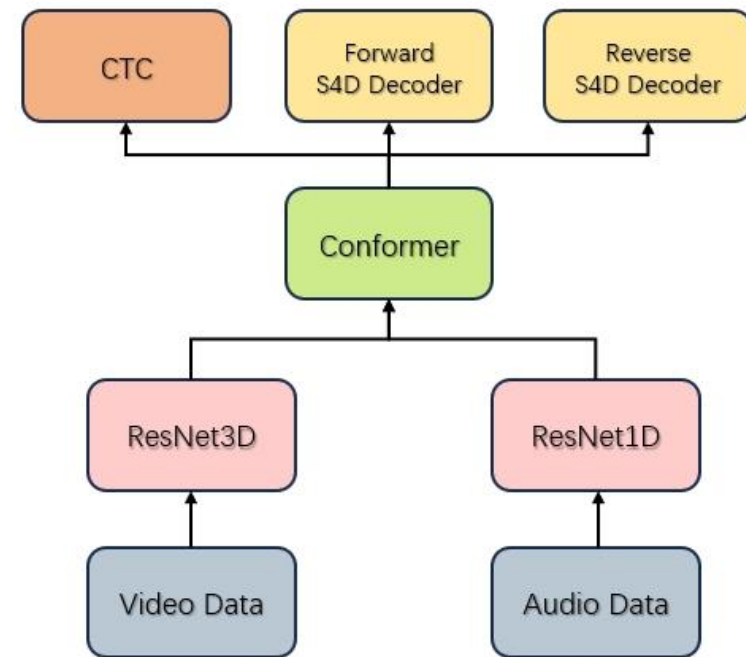 CTC
Forward
S4D Decoder
Reverse
S4D Decoder
Conformer
ResNet3D
ResNet1D
Video Data
Audio Data